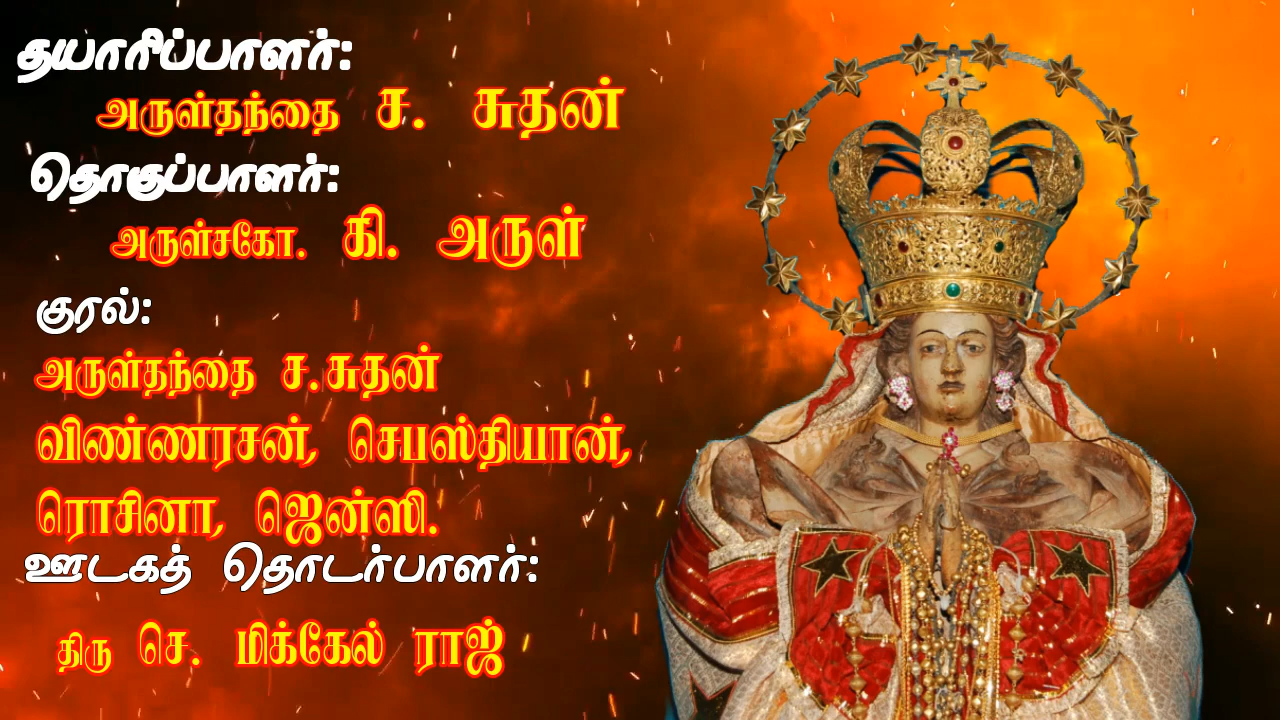 தயாரிப்பாளர்:
அருள்தந்தை ச. சுதன்
தொகுப்பாளர்:
அருள்சகோ. கி. அருள்
குரல்:
அருள்தந்தை ச.சுதன்
விண்ணரசன், செபஸ்தியான்,
ரொசினா, ஜென்ஸி.
ஊடகத் தொடர்பாளர்:
திரு செ. மிக்கேல் ராஜ்